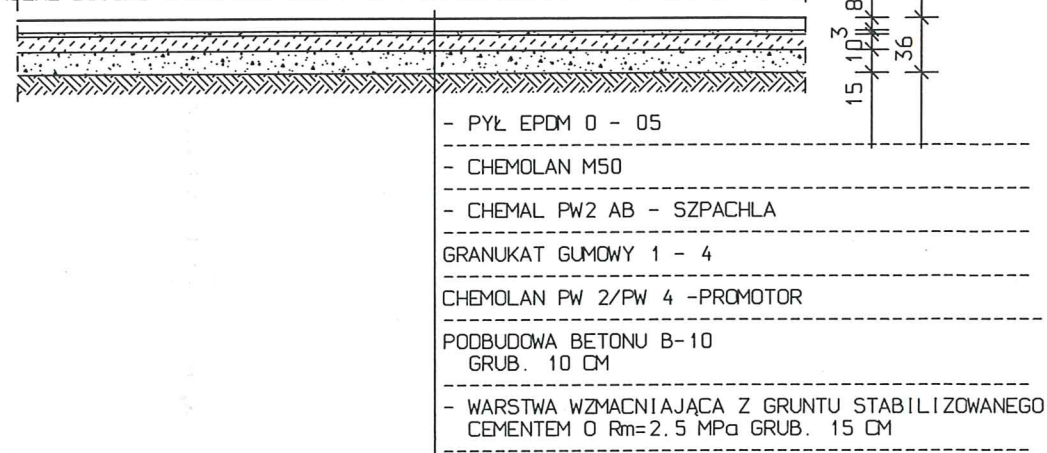 8
3
10
15
36
- PYŁ EPDM 0 - 05
- CHEMOLAN M50
- CHEMAL PW2 AB - SZPACHLA
GRANUKAT GUMOWY 1 - 4
CHEMOLAN PW 2/PW 4 -PROMOTOR
PODBUDOWA BETONU B-10
GRUB. 10 CM
- WARSTWA WZMACNIAJĄCA Z GRUNTU STABILIZOWANEGO
CEMENTEM O Rm=2.5 MPa GRUB. 15 CM